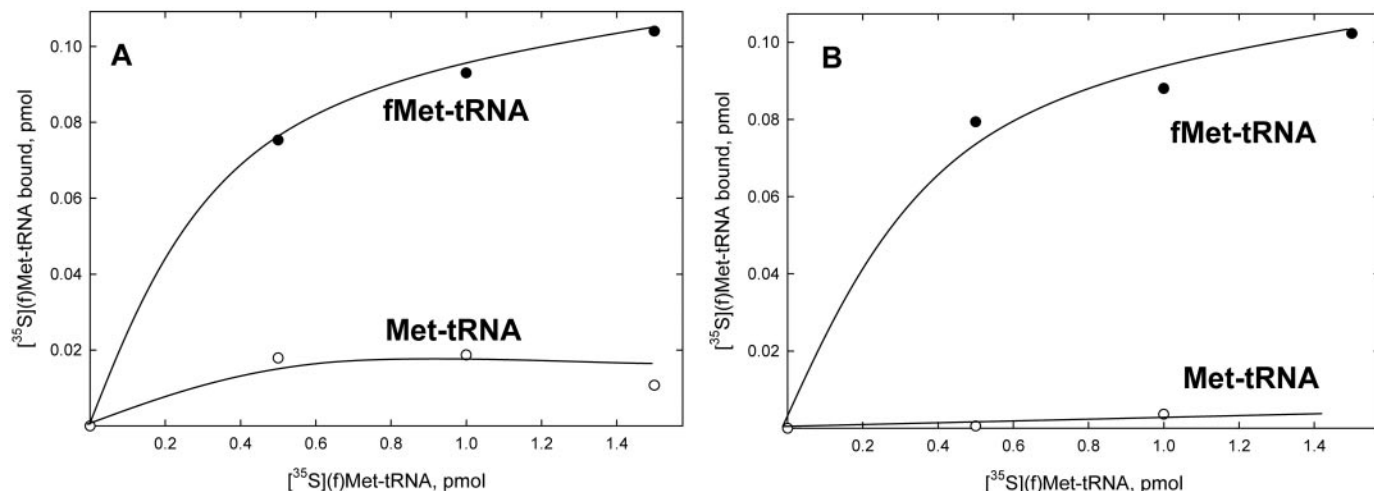 A
0.10
0.08
0.06
0.04
0.02
[³⁵S](f)Met-tRNA bound, pmol
fMet-tRNA
Met-tRNA
0.2 0.4 0.6 0.8 1.0 1.2 1.4
[³⁵S](f)Met-tRNA, pmol
B
0.10
0.08
0.06
0.04
0.02
[³⁵S](f)Met-tRNA bound, pmol
fMet-tRNA
Met-tRNA
0.2 0.4 0.6 0.8 1.0 1.2 1.4
[³⁵S](f)Met-tRNA, pmol